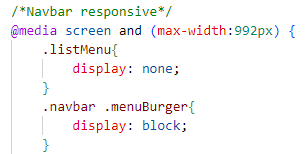 /*Navbar responsive*/
@media screen and (max-width:992px) {
    .listMenu{
        display: none;
    }
    .navbar .menuBurger{
        display: block;
    }